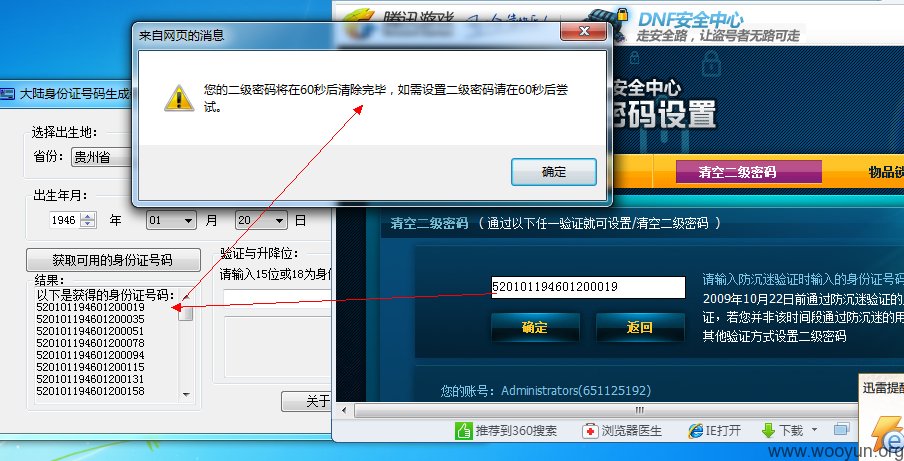 腾讯游戏
DNF安全中心
走安全路，让盗号者无路可走
来自网页的消息
您的二级密码将在60秒后清除完毕，如需设置二级密码请在60秒后尝
试。
确定
大陆身份证号码生成
选择出生地：
省份：
贵州省
出生年月：
1946 年 01 月 20 日
获取可用的身份证号码
结果：
以下是获得的身份证号码：
520101194601200019
520101194601200035
520101194601200051
520101194601200078
520101194601200094
520101194601200115
520101194601200131
520101194601200158
验证与升降位：
请输入15位或18为身份
关于
安全中心
密码设置
清空二级密码
物品锁
清空二级密码 （ 通过以下任一验证就可设置/清空二级密码 ）
520101194601200019
确定
返回
请输入防沉迷验证时输入的身份证号码
2009年10月22日前通过防沉迷验证的
证，若您并非该时间段通过防沉迷的用
其他验证方式设置二级密码
您的账号：Administrators(651125192)
迅雷提醒
推荐到360搜索
浏览器医生
IE打开
下载
www.wooyun.org